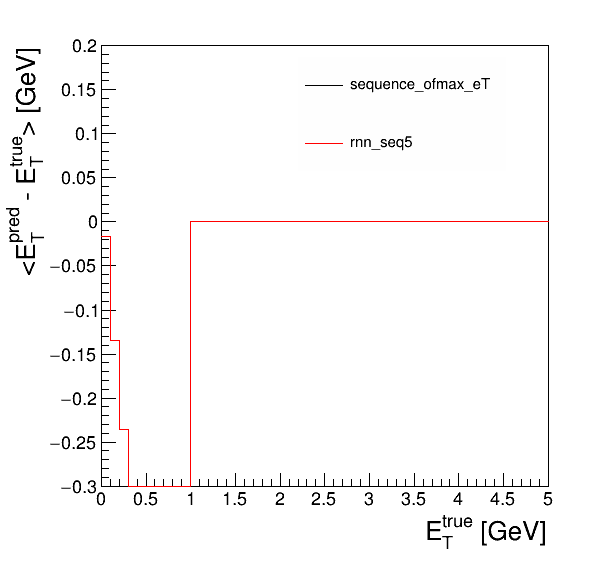 <E_T^pred - E_T^true> [GeV]
0.2
0.15
0.1
0.05
0
−0.05
−0.1
−0.15
−0.2
−0.25
−0.3
sequence_ofmax_eT
rnn_seq5
0 0.5 1 1.5 2 2.5 3 3.5 4 4.5 5
E_T^true [GeV]